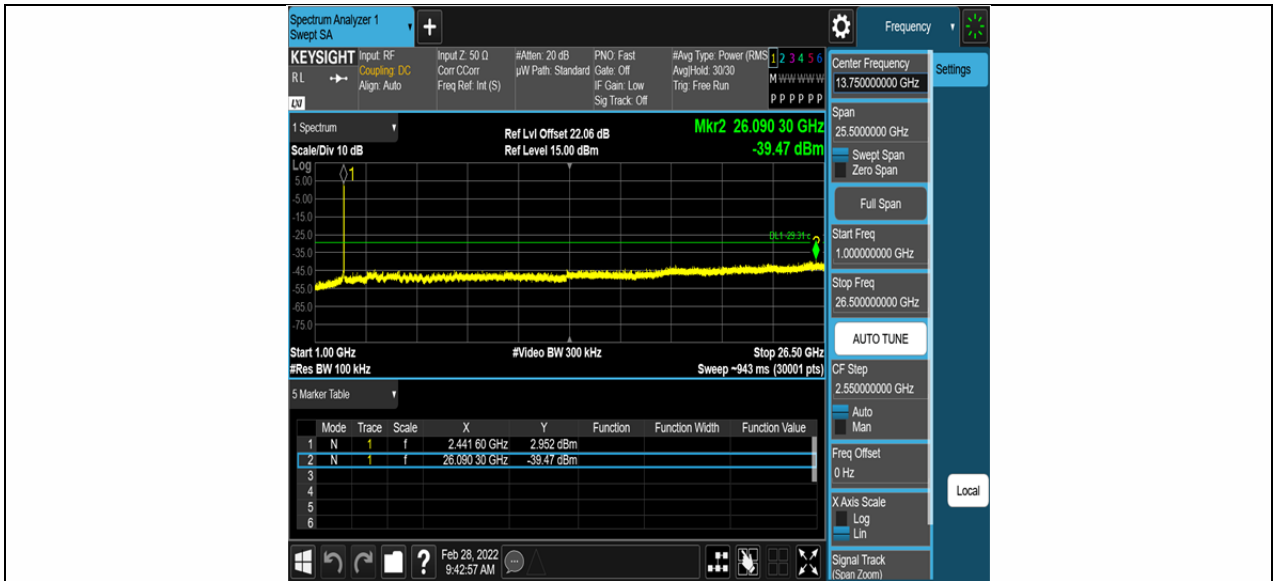 Spectrum Analyzer 1
Swept SA
+
Frequency
KEYSIGHT
RL
LXI
Input: RF
Coupling: DC
Align: Auto
Input Z: 50 Ω
Corr CCorr
Freq Ref: Int (S)
#Atten: 20 dB
µW Path: Standard
PNO: Fast
Gate: Off
IF Gain: Low
Sig Track: Off
#Avg Type: Power (RMS
Avg|Hold: 30/30
Trig: Free Run
1 2 3 4 5 6
M W W W W W
P P P P P P
1 Spectrum
Scale/Div 10 dB
Ref Lvl Offset 22.06 dB
Ref Level 15.00 dBm
Mkr2 26.090 30 GHz
-39.47 dBm
Log
5.00
-5.00
-15.0
-25.0
-35.0
-45.0
-55.0
-65.0
-75.0
1
DL1 -29.31 c
2
Start 1.00 GHz
#Res BW 100 kHz
#Video BW 300 kHz
Stop 26.50 GHz
Sweep ~943 ms (30001 pts)
5 Marker Table
Mode Trace Scale X Y Function Function Width Function Value
1 N 1 f 2.441 60 GHz 2.952 dBm
2 N 1 f 26.090 30 GHz -39.47 dBm
3
4
5
6
?
Feb 28, 2022
9:42:57 AM
Center Frequency
13.750000000 GHz
Span
25.5000000 GHz
Swept Span
Zero Span
Full Span
Start Freq
1.000000000 GHz
Stop Freq
26.500000000 GHz
AUTO TUNE
CF Step
2.550000000 GHz
Auto
Man
Freq Offset
0 Hz
X Axis Scale
Log
Lin
Signal Track
(Span Zoom)
Settings
Local